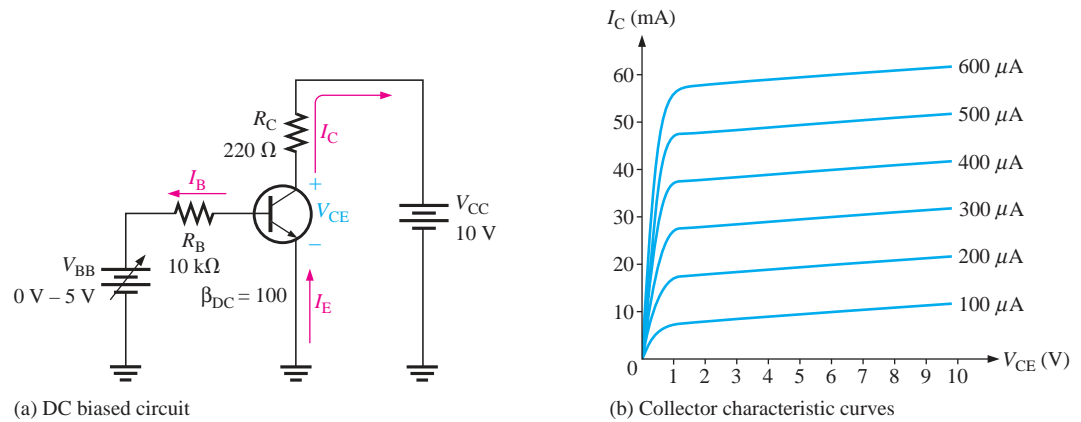 R_C
220 Ω
I_C
I_B
R_B
10 kΩ
V_BB
0 V – 5 V
β_DC = 100
+
V_CE
–
I_E
V_CC
10 V
(a) DC biased circuit
I_C (mA)
60
50
40
30
20
10
0
1 2 3 4 5 6 7 8 9 10
V_CE (V)
600 μA
500 μA
400 μA
300 μA
200 μA
100 μA
(b) Collector characteristic curves